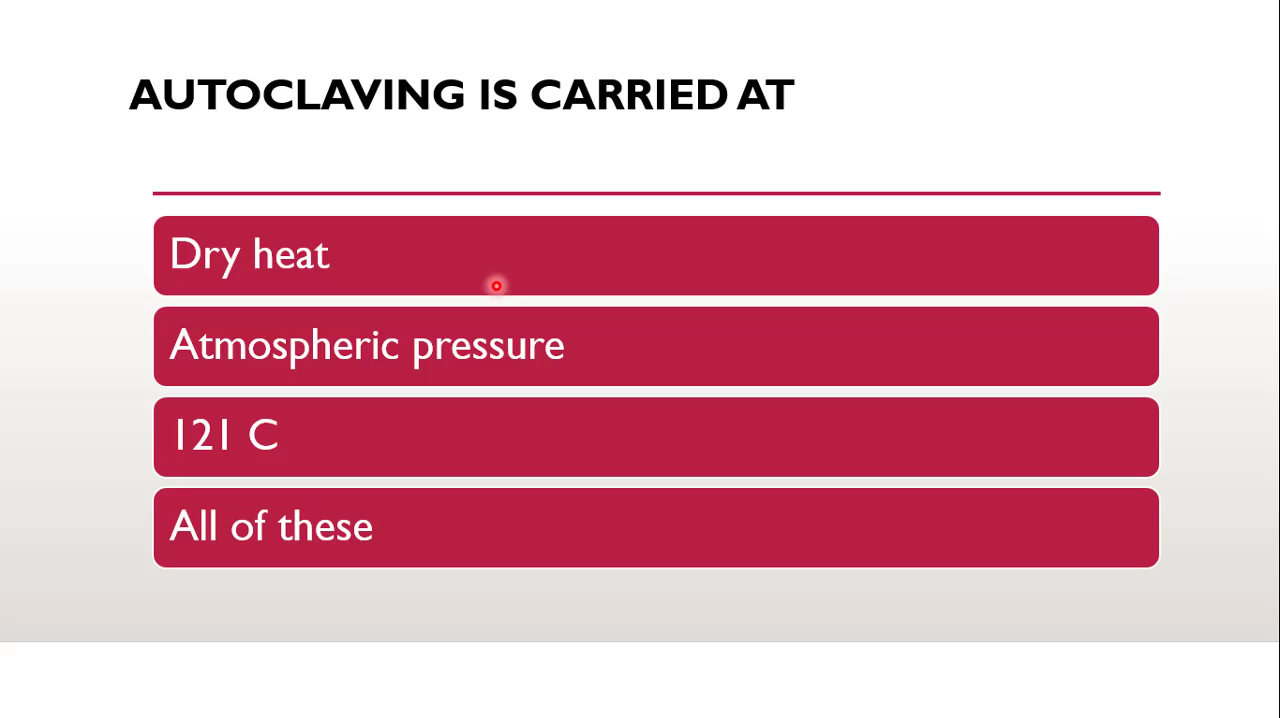 AUTOCLAVING IS CARRIED AT
Dry heat
Atmospheric pressure
121 C
All of these